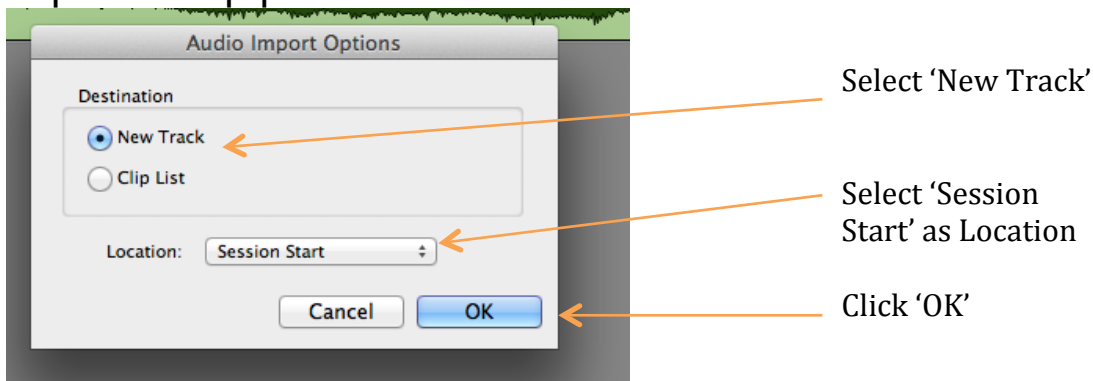 Audio Import Options
Destination
New Track
Clip List
Location: Session Start
Cancel OK
Select ‘New Track’
Select ‘Session
Start’ as Location
Click ‘OK’